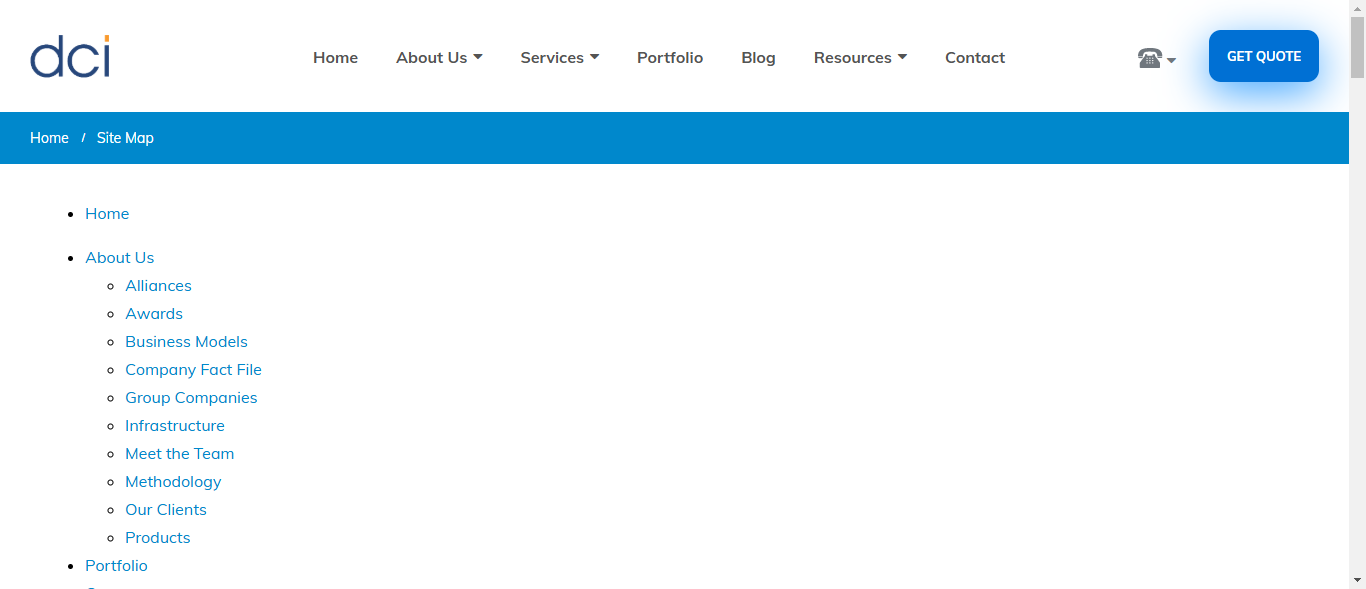 dci
Home About Us Services Portfolio Blog Resources Contact GET QUOTE
Home / Site Map
Home
About Us
Alliances
Awards
Business Models
Company Fact File
Group Companies
Infrastructure
Meet the Team
Methodology
Our Clients
Products
Portfolio